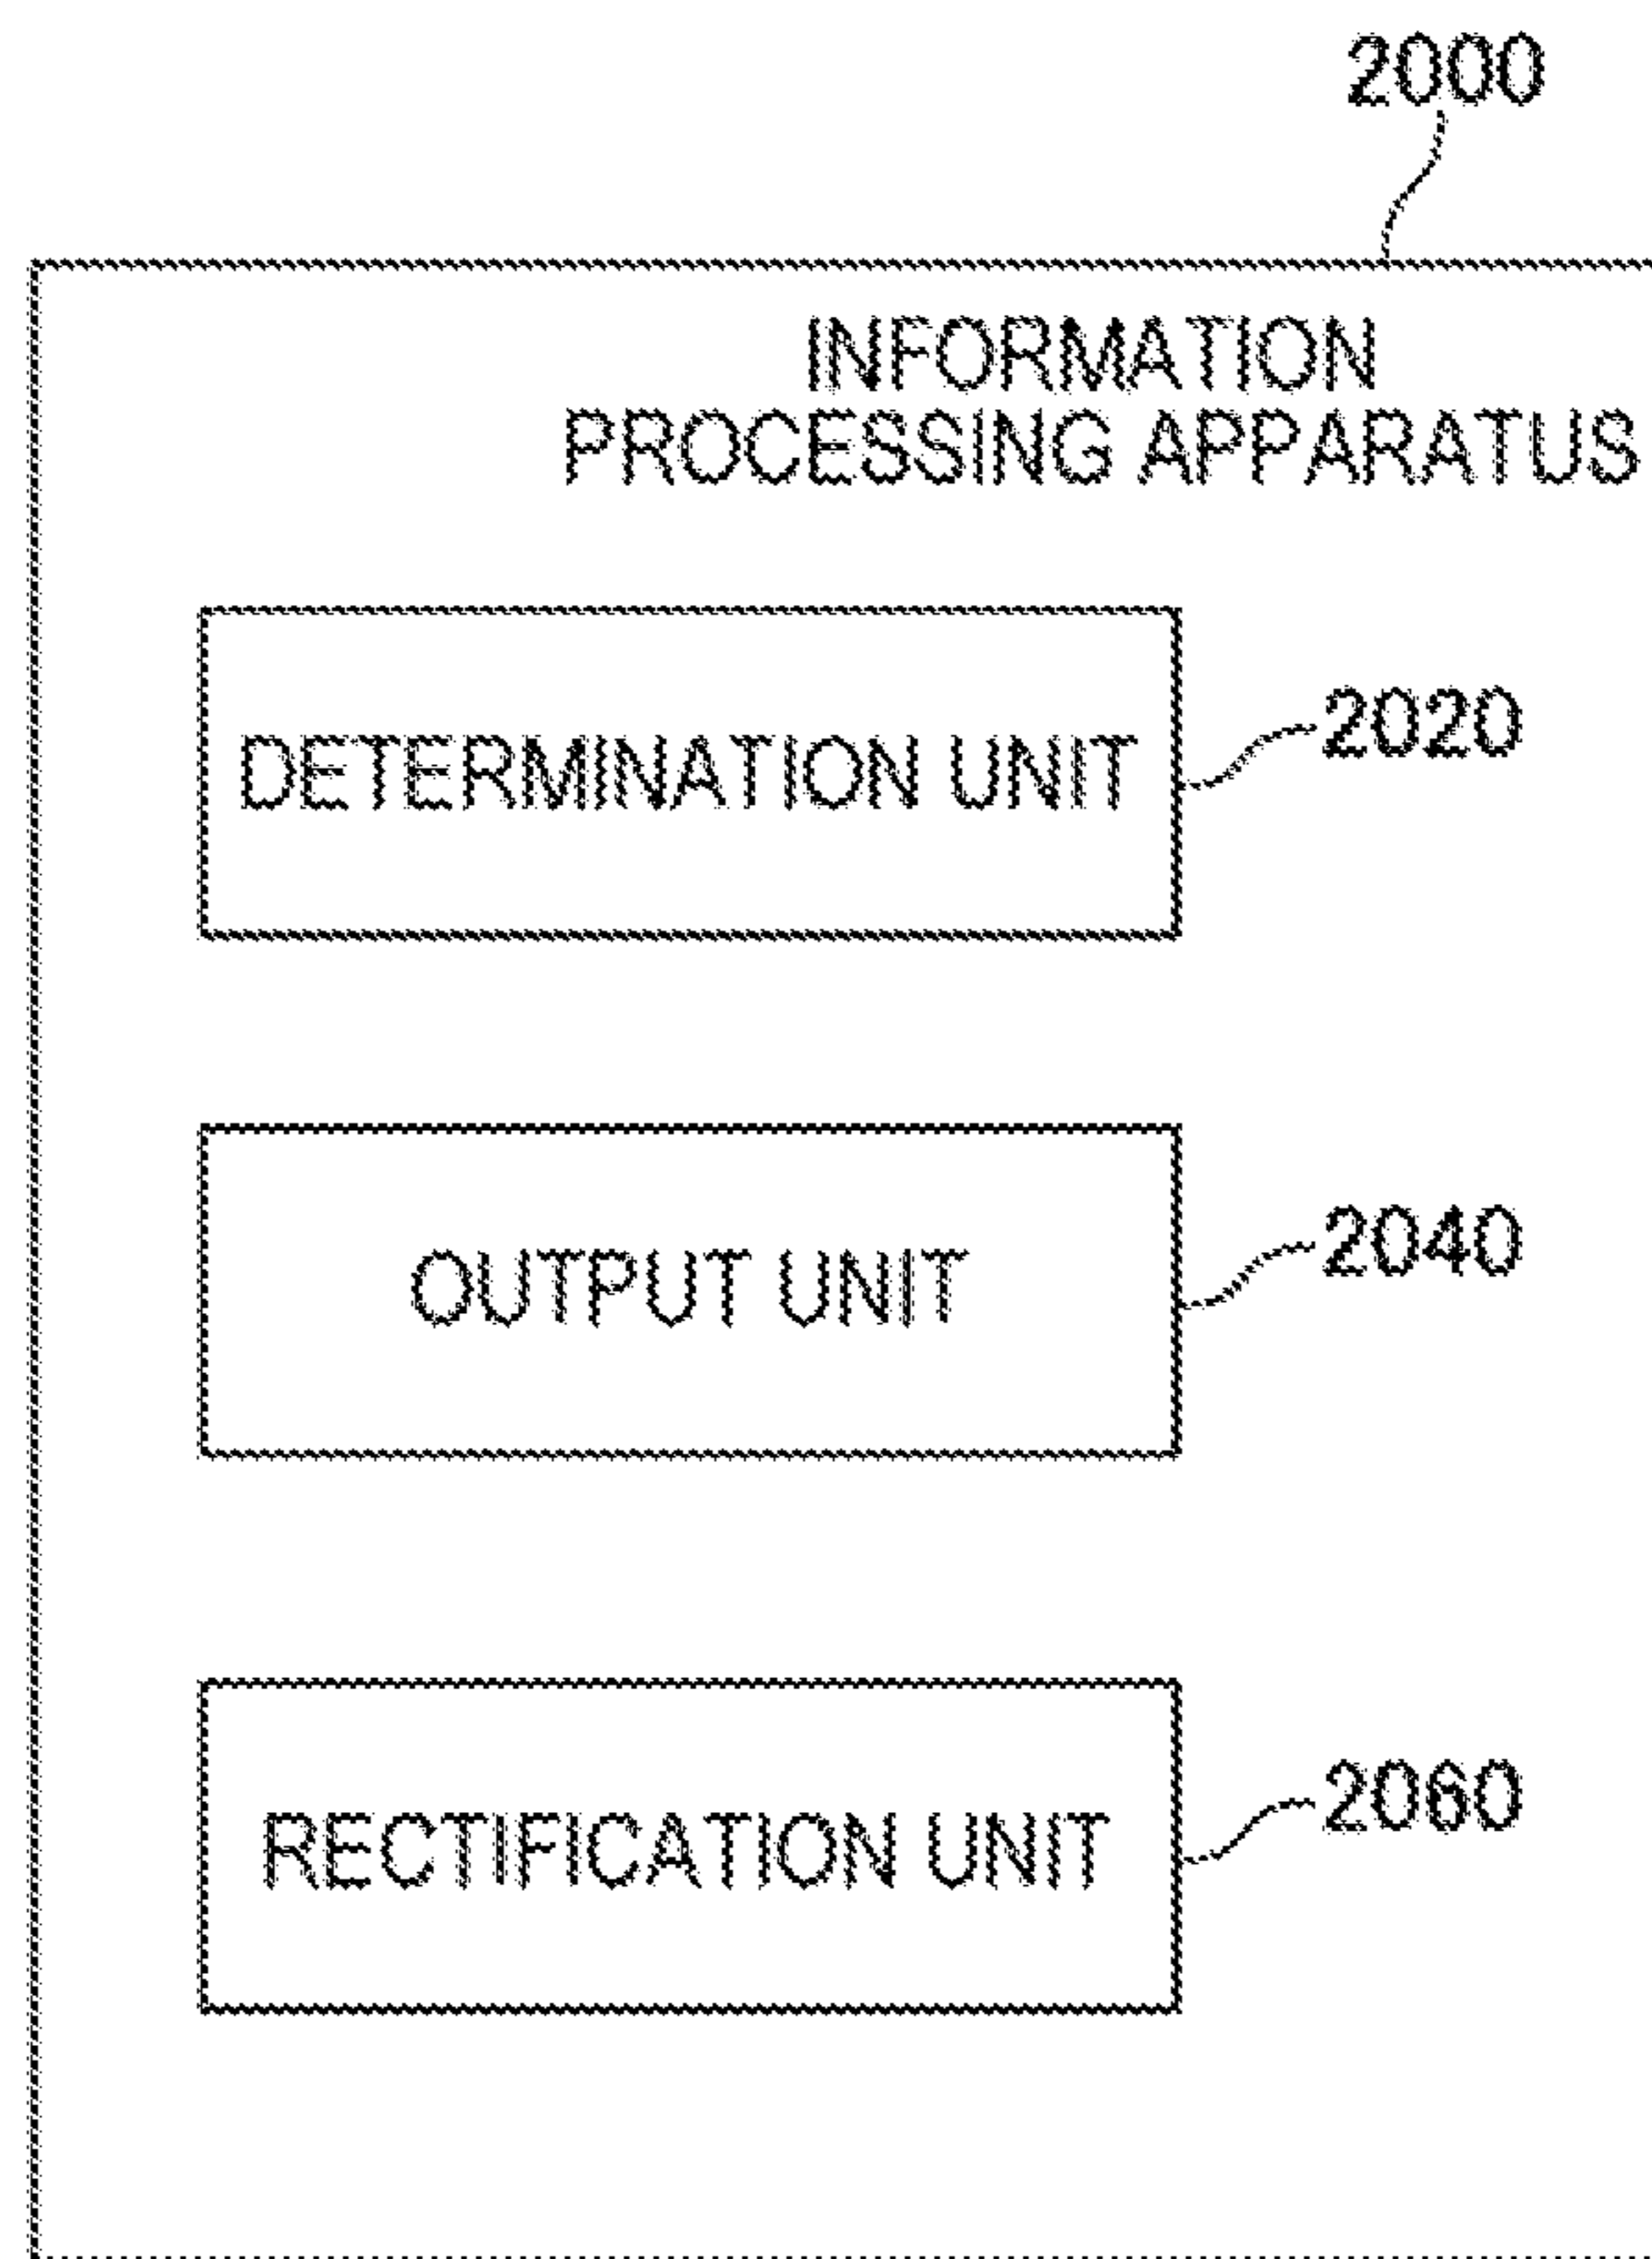 2000
INFORMATION
PROCESSING APPARATUS
DETERMINATION UNIT
2020
OUTPUT UNIT
2040
RECTIFICATION UNIT
2060